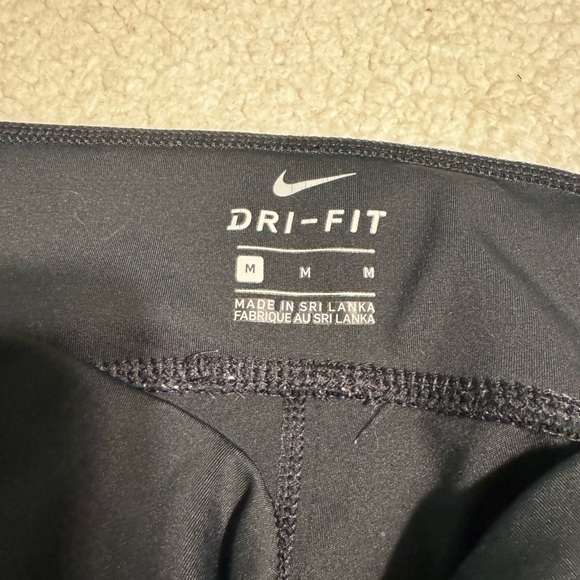 DRI-FIT
M M M
MADE IN SRI LANKA
FABRIQUE AU SRI LANKA